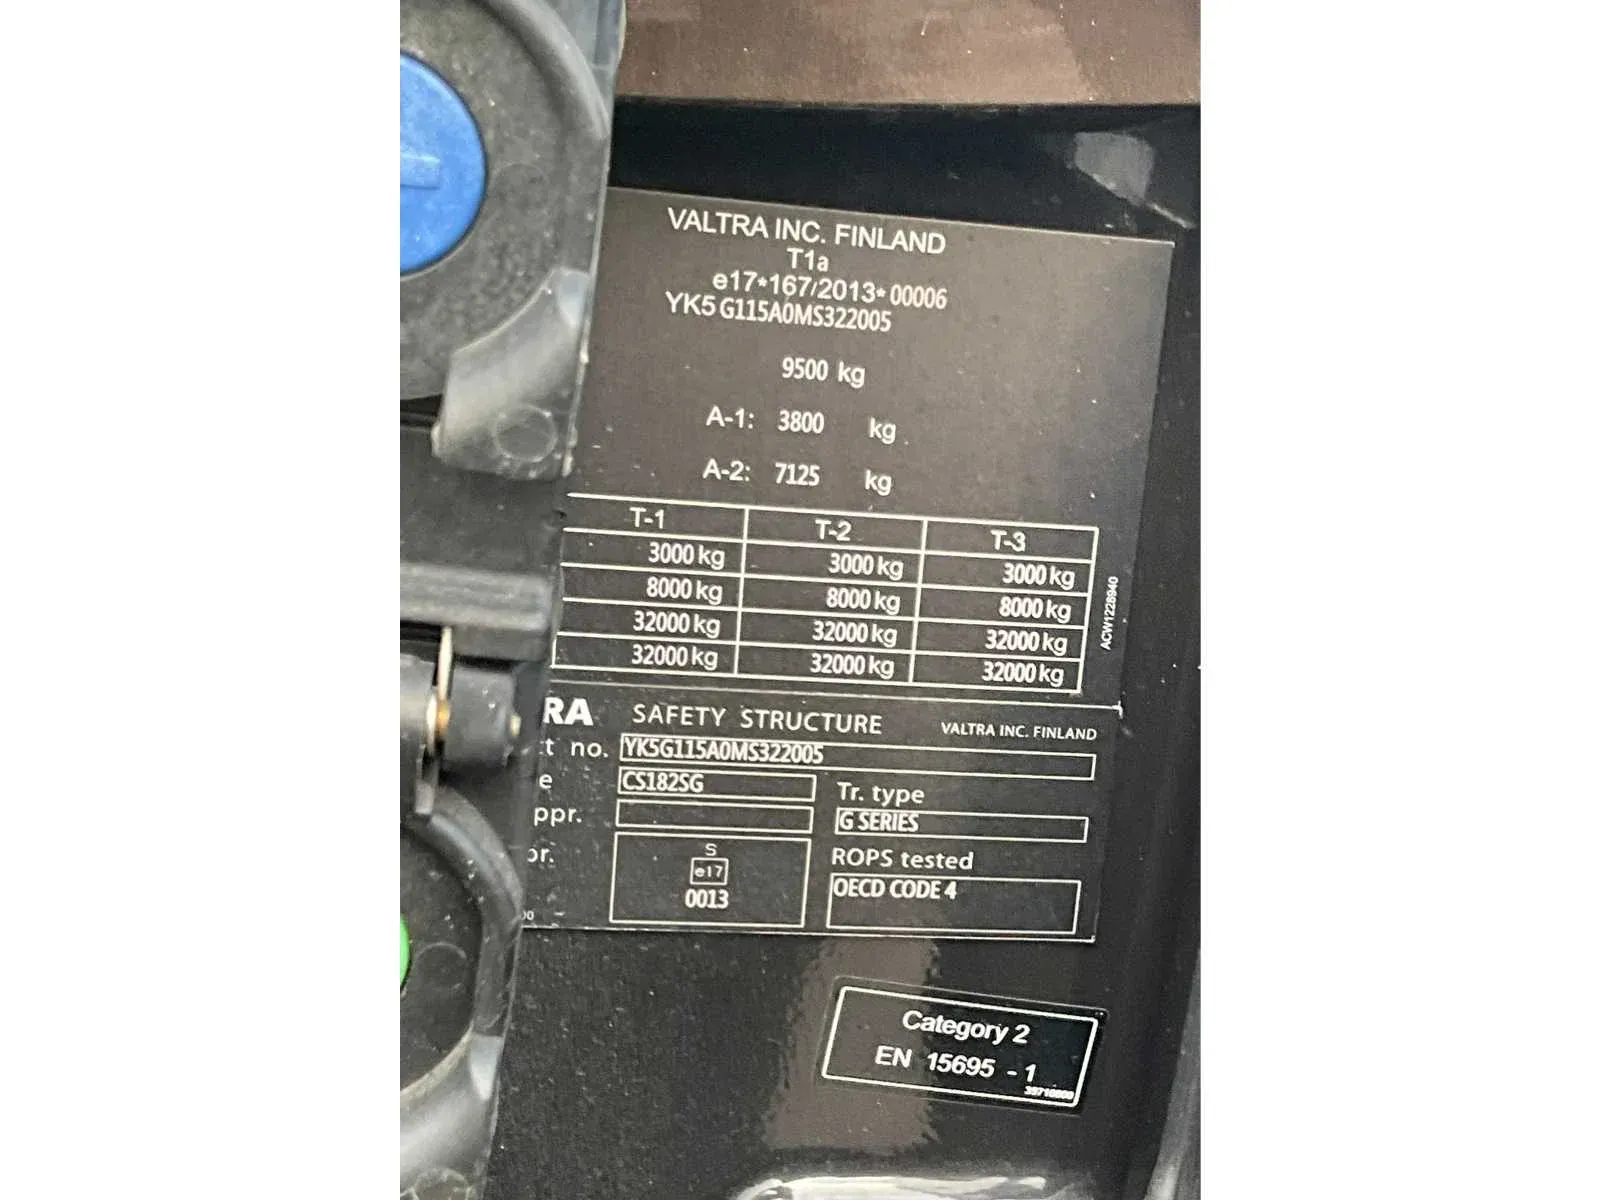 VALTRA INC. FINLAND
T1a
e17*167/2013*00006
YK5G115A0MS322005
9500 kg
A-1: 3800 kg
A-2: 7125 kg
T-1 T-2 T-3
3000 kg 3000 kg 3000 kg
8000 kg 8000 kg 8000 kg
32000 kg 32000 kg 32000 kg
32000 kg 32000 kg 32000 kg
ACW1228940
RA SAFETY STRUCTURE VALTRA INC. FINLAND
t no. YK5G115A0MS322005
e CS182SG
Tr. type
ppr.
G SERIES
or.
S
e17
0013
ROPS tested
OECD CODE 4
00
Category 2
EN 15695 - 1